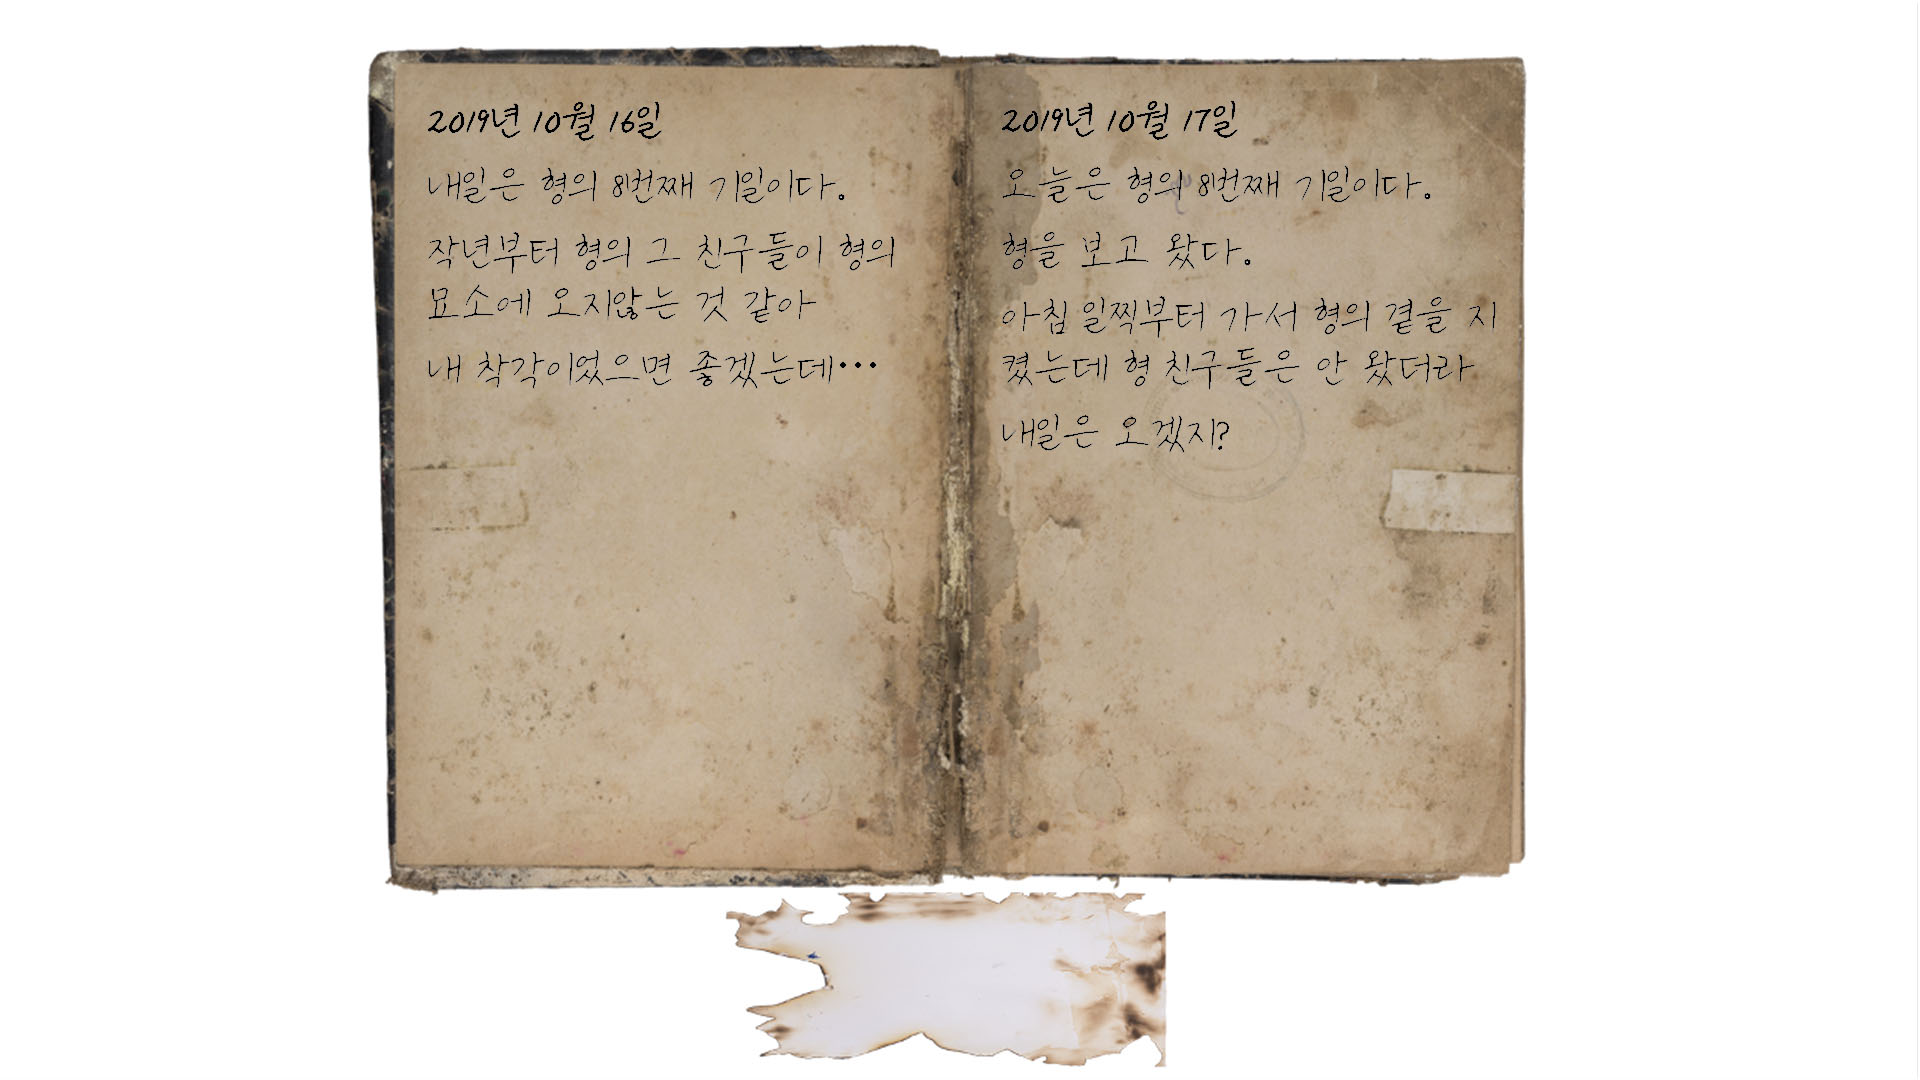 2019년 10월 16일
내일은 형의 8번째 기일이다.
작년부터 형의 그 친구들이 형의
묘소에 오지않는 것 같아
내 착각이었으면 좋겠는데•••
2019년 10월 17일
오늘은 형의 8번째 기일이다.
형을 보고 왔다.
아침 일찍부터 가서 형의 곁을 지
켰는데 형 친구들은 안 왔더라
내일은 오겠지?